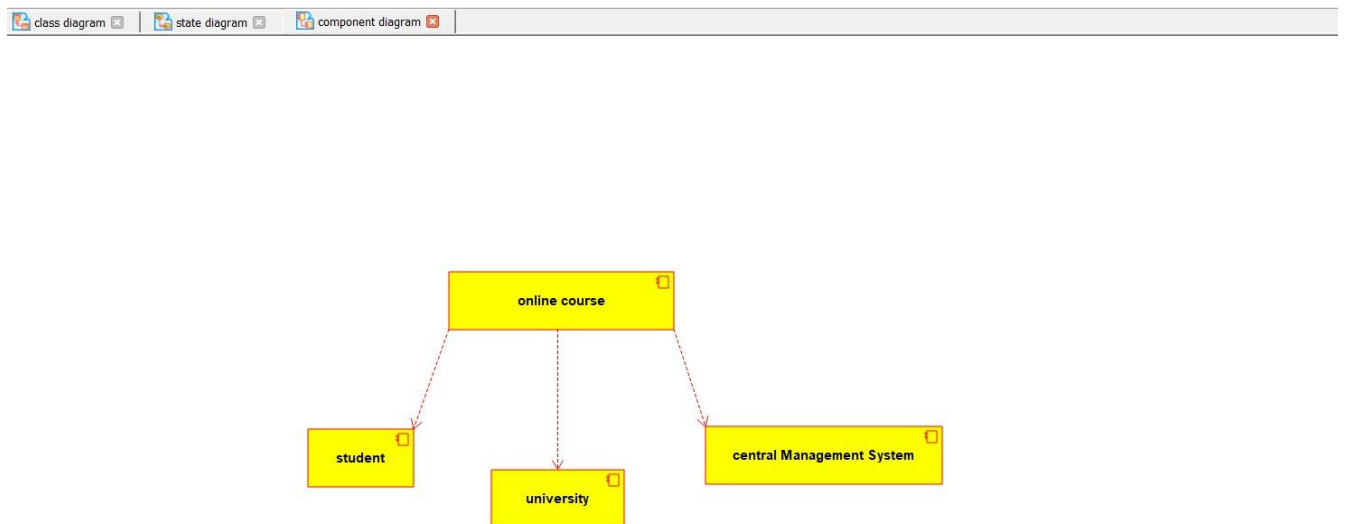 class diagram
state diagram
component diagram
online course
student
central Management System
university